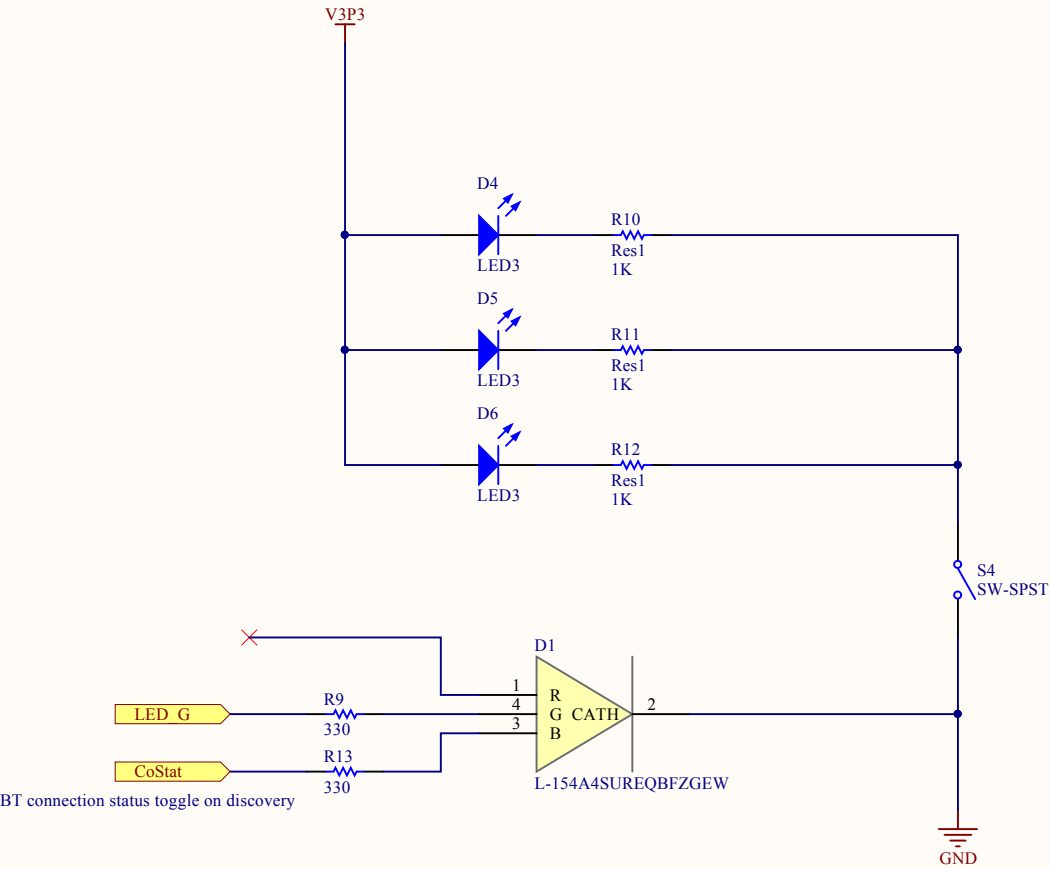 V3P3
D4
LED3
R10
Res1
1K
D5
LED3
R11
Res1
1K
D6
LED3
R12
Res1
1K
S4
SW-SPST
D1
1
R
4
G
CATH
2
3
B
L-154A4SUREQBFZGEW
LED_G
R9
330
CoStat
R13
330
BT connection status toggle on discovery
GND